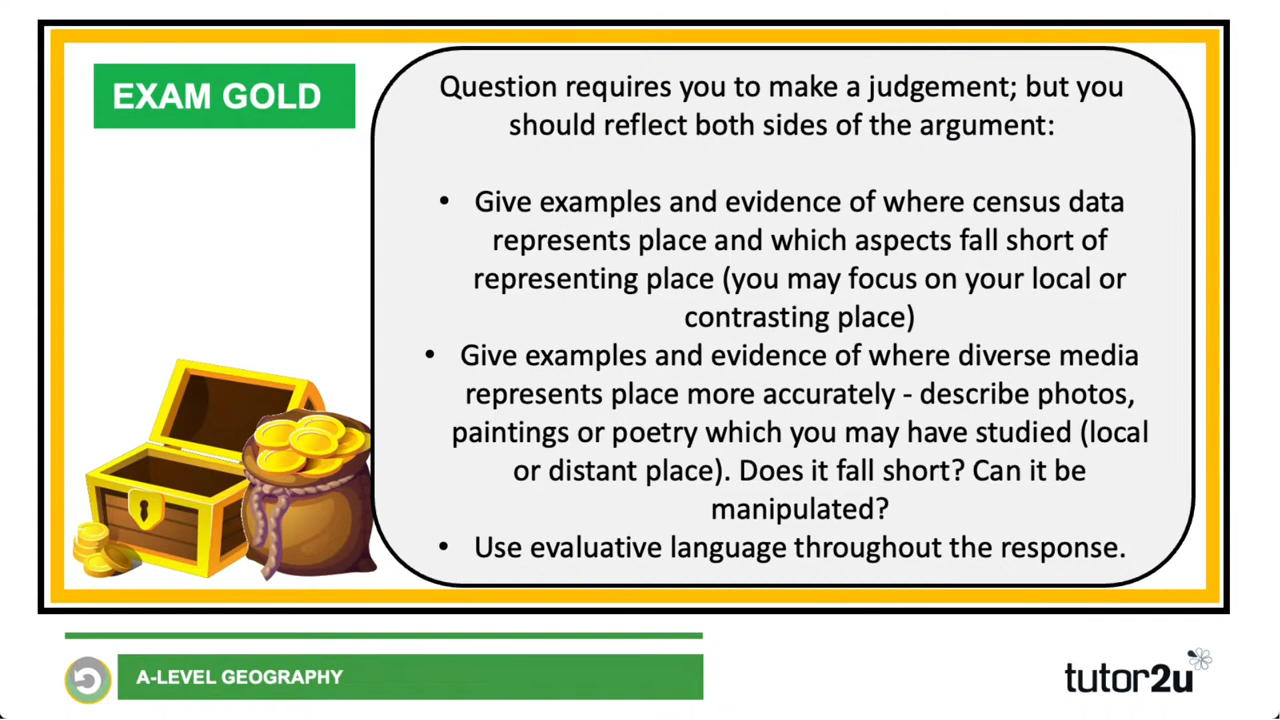 EXAM GOLD
Question requires you to make a judgement; but you
should reflect both sides of the argument:
• Give examples and evidence of where census data
represents place and which aspects fall short of
representing place (you may focus on your local or
contrasting place)
• Give examples and evidence of where diverse media
represents place more accurately - describe photos,
paintings or poetry which you may have studied (local
or distant place). Does it fall short? Can it be
manipulated?
• Use evaluative language throughout the response.
A-LEVEL GEOGRAPHY
tutor2u